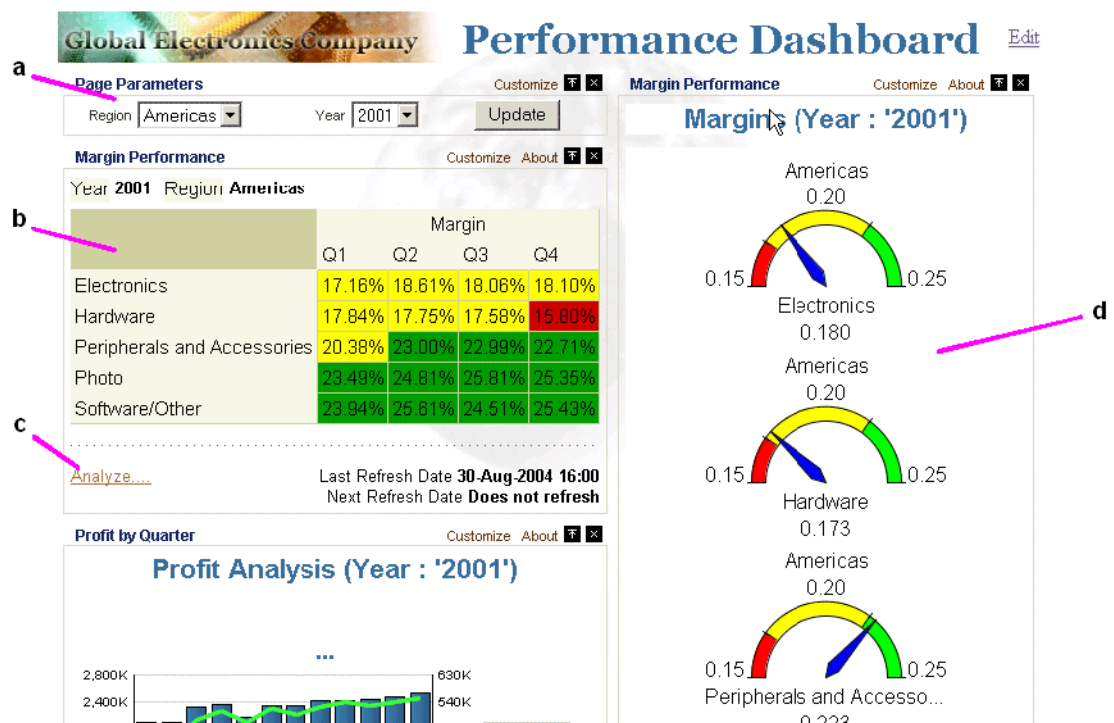 Global Electronics Company
Performance Dashboard
Edit
a
Page Parameters
Customize
Region Americas
Year 2001
Update
Margin Performance
Customize About
Year 2001 Region Americas
b
Margin
Q1 Q2 Q3 Q4
Electronics 17.16% 18.61% 18.06% 18.10%
Hardware 17.84% 17.75% 17.58% 15.80%
Peripherals and Accessories 20.38% 23.00% 22.99% 22.71%
Photo 23.49% 24.81% 25.81% 25.35%
Software/Other 23.94% 25.61% 24.51% 25.43%
c
Analyze....
Last Refresh Date 30-Aug-2004 16:00
Next Refresh Date Does not refresh
Profit by Quarter
Customize About
Profit Analysis (Year : '2001')
...
2,800K
630K
2,400K
540K
Margin Performance
Customize About
Margins (Year : '2001')
Americas
0.20
0.15
0.25
Electronics
0.180
d
Americas
0.20
0.15
0.25
Hardware
0.173
Americas
0.20
0.15
0.25
Peripherals and Accesso...
0.223